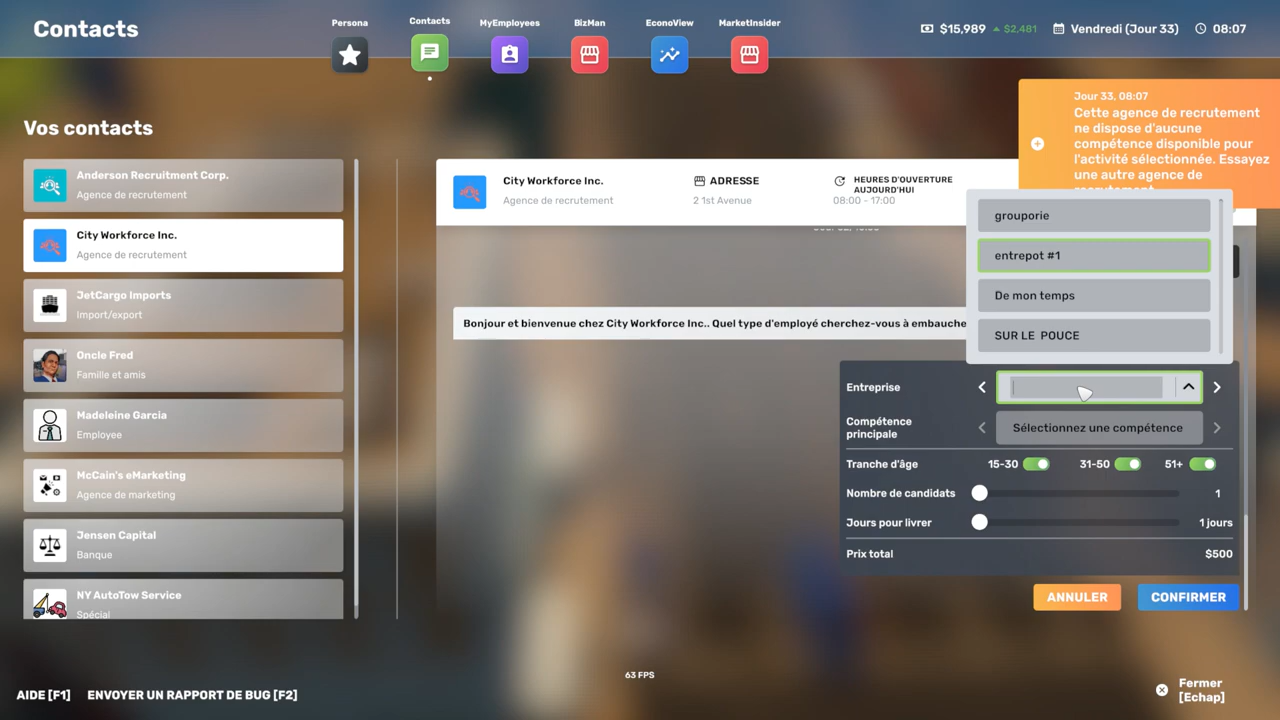 Contacts
Persona
Contacts
MyEmployees
BizMan
EconoView
MarketInsider
$15,989
$2,481
Vendredi (Jour 33)
08:07
Vos contacts
Anderson Recruitment Corp.
Agence de recrutement
City Workforce Inc.
Agence de recrutement
JetCargo Imports
Import/export
Oncle Fred
Famille et amis
Madeleine Garcia
Employee
McCain's eMarketing
Agence de marketing
Jensen Capital
Banque
NY AutoTow Service
Spécial
City Workforce Inc.
Agence de recrutement
ADRESSE
2 1st Avenue
HEURES D'OUVERTURE
AUJOURD'HUI
08:00 - 17:00
Jour 33, 08:07
Cette agence de recrutement
ne dispose d'aucune
compétence disponible pour
l'activité sélectionnée. Essayez
une autre agence de
recrutement.
grouporie
entrepot #1
De mon temps
SUR LE POUCE
Bonjour et bienvenue chez City Workforce Inc.. Quel type d'employé cherchez-vous à embauche
Entreprise
Compétence
principale
Sélectionnez une compétence
Tranche d'âge
15-30
31-50
51+
Nombre de candidats
1
Jours pour livrer
1 jours
Prix total
$500
ANNULER
CONFIRMER
63 FPS
AIDE [F1]
ENVOYER UN RAPPORT DE BUG [F2]
Fermer
[Echap]